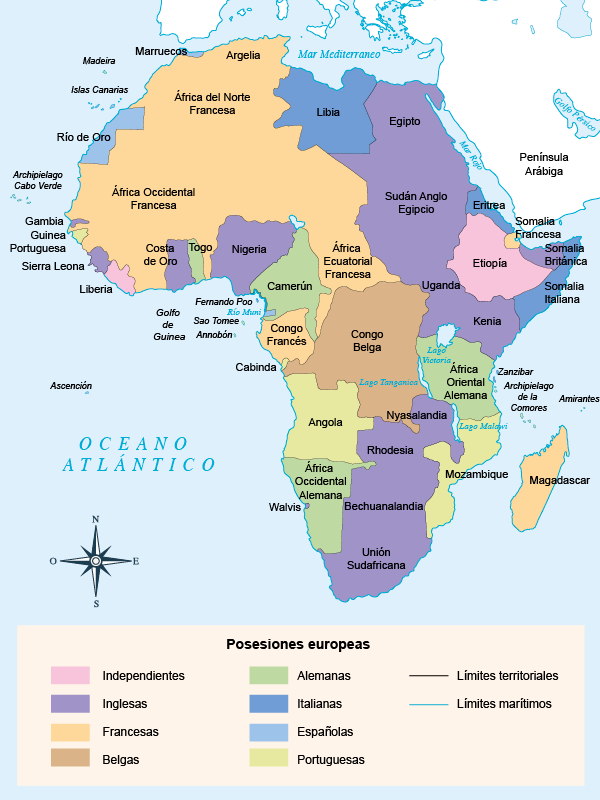 Marruecos
Argelia
Mar Mediterraneo
Madeira
Islas Canarias
África del Norte
Francesa
Libia
Egipto
Golfo Pérsico
Río de Oro
Mar Rojo
Península
Arábiga
Archipielago
Cabo Verde
África Occidental
Francesa
Sudán Anglo
Egipcio
Eritrea
Gambia
Guinea
Portuguesa
Sierra Leona
Liberia
Costa
de Oro
Togo
Nigeria
África
Ecuatorial
Francesa
Etiopía
Somalia
Francesa
Somalia
Británica
Somalia
Italiana
Camerún
Uganda
Fernando Poo
Río Muni
Sao Tomee
Annobón
Golfo
de
Guinea
Congo
Francés
Congo
Belga
Kenia
Lago
Victoria
Cabinda
África
Oriental
Alemana
Zanzibar
Archipielago
de la
Comores
Amirantes
Ascención
Lago Tanganica
Nyasalandia
Lago Malawi
Angola
OCEANO
ATLÁNTICO
Rhodesia
África
Occidental
Alemana
Mozambique
Madagascar
Walvis
Bechuanalandia
Unión
Sudafricana
N
O
E
S
Posesiones europeas
Independientes
Inglesas
Francesas
Belgas
Alemanas
Italianas
Españolas
Portuguesas
Límites territoriales
Límites marítimos